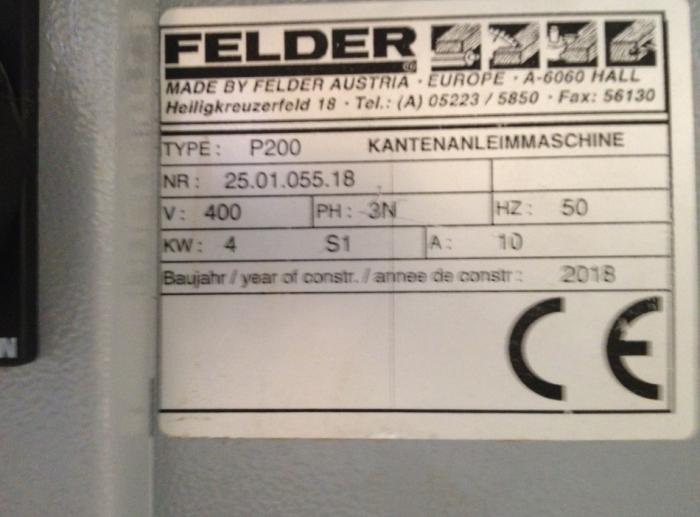 FELDER
MADE BY FELDER AUSTRIA · EUROPE · A-6060 HALL
Heiligkreuzerfeld 18 · Tel.: (A) 05223 / 5850 · Fax: 56130
TYPE: P200 KANTENANLEIMMASCHINE
NR: 25.01.055.18
V: 400 PH: 3N HZ: 50
KW: 4 S1 A: 10
Baujahr / year of constr. / annee de constr: 2018
CE